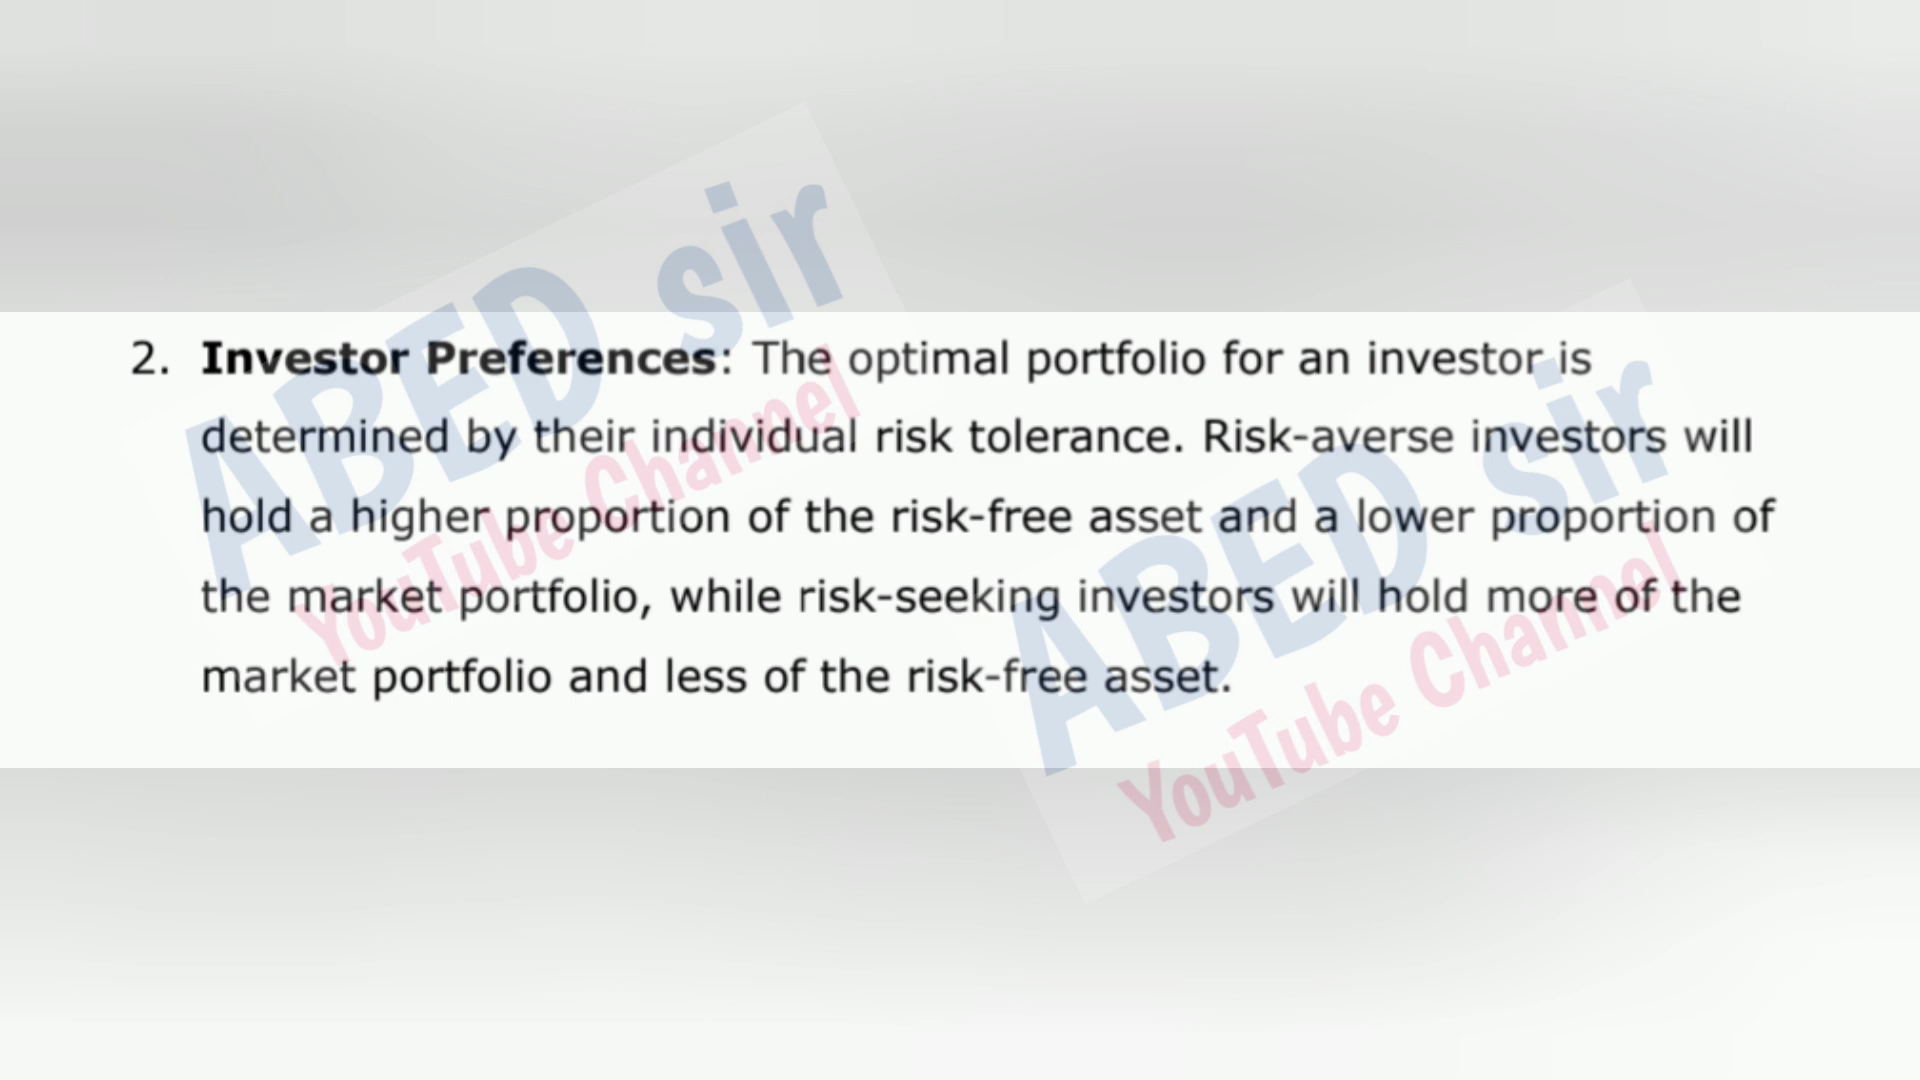 2. Investor Preferences: The optimal portfolio for an investor is
determined by their individual risk tolerance. Risk-averse investors will
hold a higher proportion of the risk-free asset and a lower proportion of
the market portfolio, while risk-seeking investors will hold more of the
market portfolio and less of the risk-free asset.
ABED sir
YouTube Channel
ABED sir
YouTube Channel